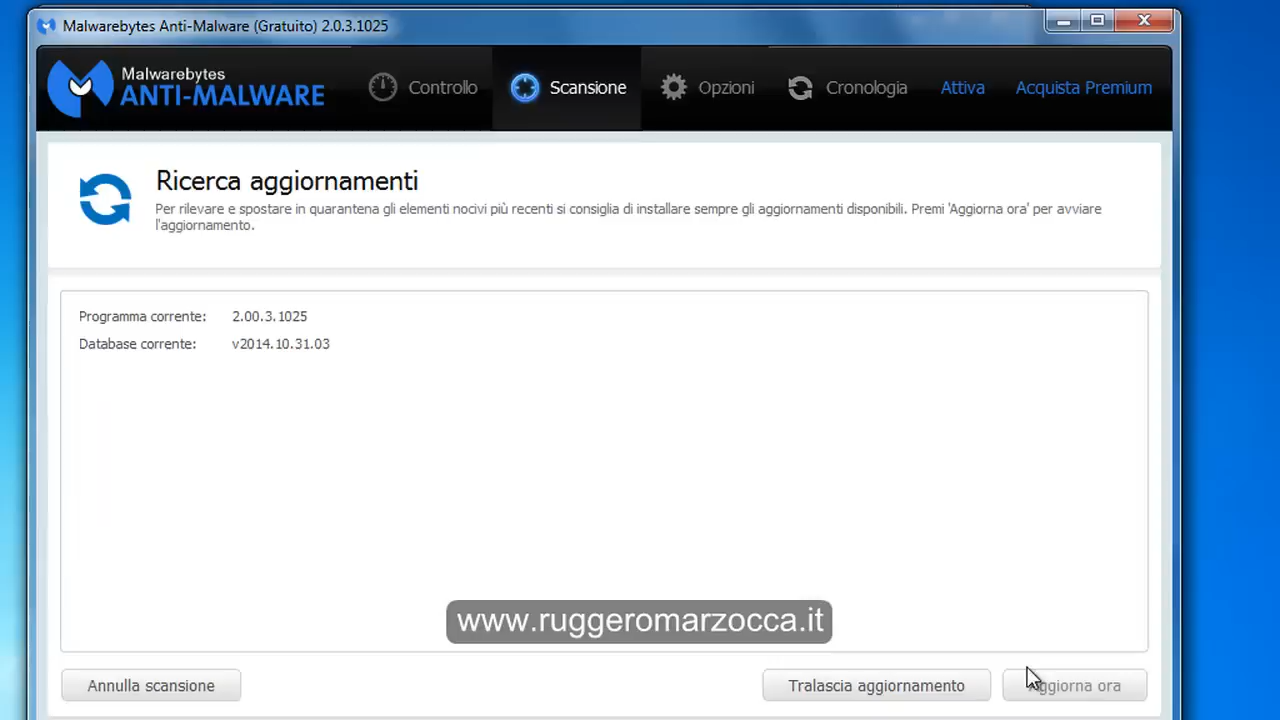 Malwarebytes Anti-Malware (Gratuito) 2.0.3.1025
Malwarebytes
ANTI-MALWARE
Controllo
Scansione
Opzioni
Cronologia
Attiva
Acquista Premium
Ricerca aggiornamenti
Per rilevare e spostare in quarantena gli elementi nocivi più recenti si consiglia di installare sempre gli aggiornamenti disponibili. Premi 'Aggiorna ora' per avviare
l'aggiornamento.
Programma corrente: 2.00.3.1025
Database corrente: v2014.10.31.03
www.ruggeromarzocca.it
Annulla scansione
Tralascia aggiornamento
Aggiorna ora